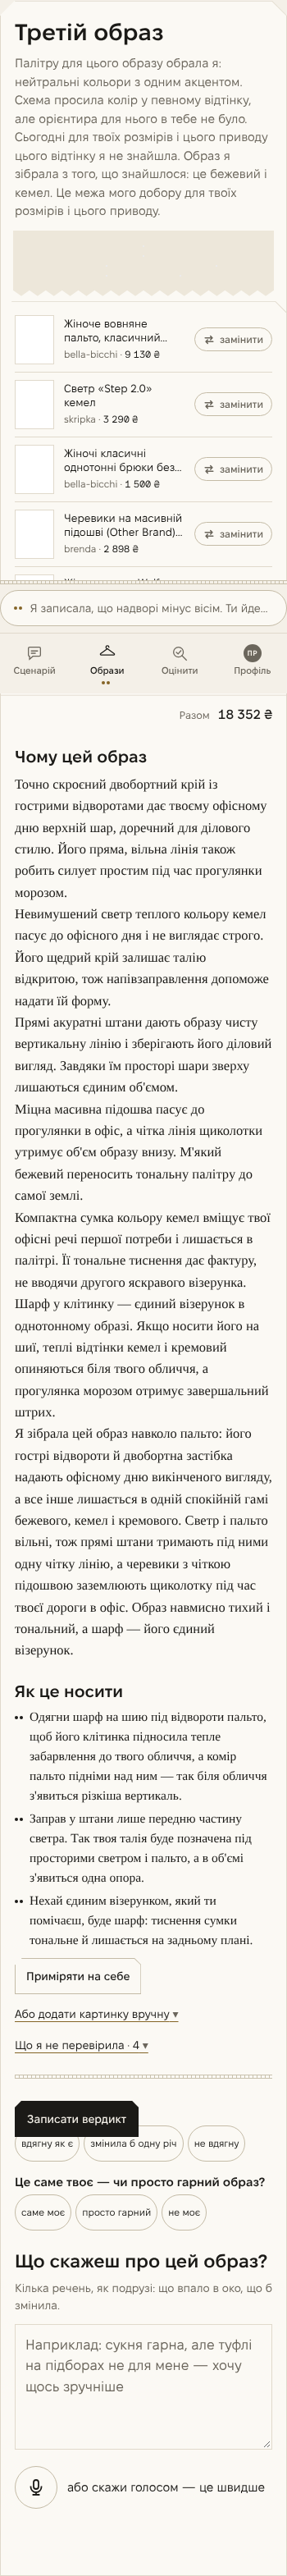 Третій образ
Палітру для цього образу обрала я:
нейтральні кольори з одним акцентом.
Схема просила колір у певному відтінку,
але орієнтира для нього в тебе не було.
Сьогодні для твоїх розмірів і цього приводу
цього відтінку я не знайшла. Образ я
зібрала з того, що знайшлося: це бежевий і
кемел. Це межа мого добору для твоїх
розмірів і цього приводу.
Жіноче вовняне
пальто, класичний...
bella-bicchi · 9 130 ₴
замінити
Светр «Step 2.0»
кемел
skripka · 3 290 ₴
замінити
Жіночі класичні
однотонні брюки без...
bella-bicchi · 1 500 ₴
замінити
Черевики на масивній
підошві (Other Brand)...
brenda · 2 898 ₴
замінити
Я записала, що надворі мінус вісім. Ти йде...
Сценарій
Образи
Оцінити
ПР
Профіль
Разом 18 352 ₴
Чому цей образ
Точно скроєний двобортний крій із
гострими відворотами дає твоєму офісному
дню верхній шар, доречний для ділового
стилю. Його пряма, вільна лінія також
робить силует простим під час прогулянки
морозом.
Невимушений светр теплого кольору кемел
пасує до офісного дня і не виглядає строго.
Його щедрий крій залишає талію
відкритою, тож напівзаправлення допоможе
надати їй форму.
Прямі акуратні штани дають образу чисту
вертикальну лінію і зберігають його діловий
вигляд. Завдяки їм просторі шари зверху
лишаються єдиним об'ємом.
Міцна масивна підошва пасує до
прогулянки в офіс, а чітка лінія щиколотки
утримує об'єм образу внизу. М'який
бежевий переносить тональну палітру до
самої землі.
Компактна сумка кольору кемел вміщує твої
офісні речі першої потреби і лишається в
палітрі. Її тональне тиснення дає фактуру,
не вводячи другого яскравого візерунка.
Шарф у клітинку — єдиний візерунок в
однотонному образі. Якщо носити його на
шиї, теплі відтінки кемел і кремовий
опиняються біля твого обличчя, а
прогулянка морозом отримує завершальний
штрих.
Я зібрала цей образ навколо пальто: його
гострі відвороти й двобортна застібка
надають офісному дню викінченого вигляду,
а все інше лишається в одній спокійній гамі
бежевого, кемел і кремового. Светр і пальто
вільні, тож прямі штани тримають під ними
одну чітку лінію, а черевики з чіткою
підошвою заземлюють щиколотку під час
твоєї дороги в офіс. Образ навмисно тихий і
тональний, а шарф — його єдиний
візерунок.
Як це носити
•• Одягни шарф на шию під відвороти пальто,
щоб його клітинка підносила тепле
забарвлення до твого обличчя, а комір
пальто підніми над ним — так біля обличчя
з'явиться різкіша вертикаль.
•• Заправ у штани лише передню частину
светра. Так твоя талія буде позначена під
просторими светром і пальто, а в об'ємі
з'явиться одна опора.
•• Нехай єдиним візерунком, який ти
помічаєш, буде шарф: тиснення сумки
тональне й лишається на задньому плані.
Приміряти на себе
Або додати картинку вручну ▾
Що я не перевірила · 4 ▾
Записати вердикт
вдягну як є
змінила б одну річ
не вдягну
Це саме твоє — чи просто гарний образ?
саме моє
просто гарний
не моє
Що скажеш про цей образ?
Кілька речень, як подрузі: що впало в око, що б
змінила.
Наприклад: сукня гарна, але туфлі
на підборах не для мене — хочу
щось зручніше
або скажи голосом — це швидше